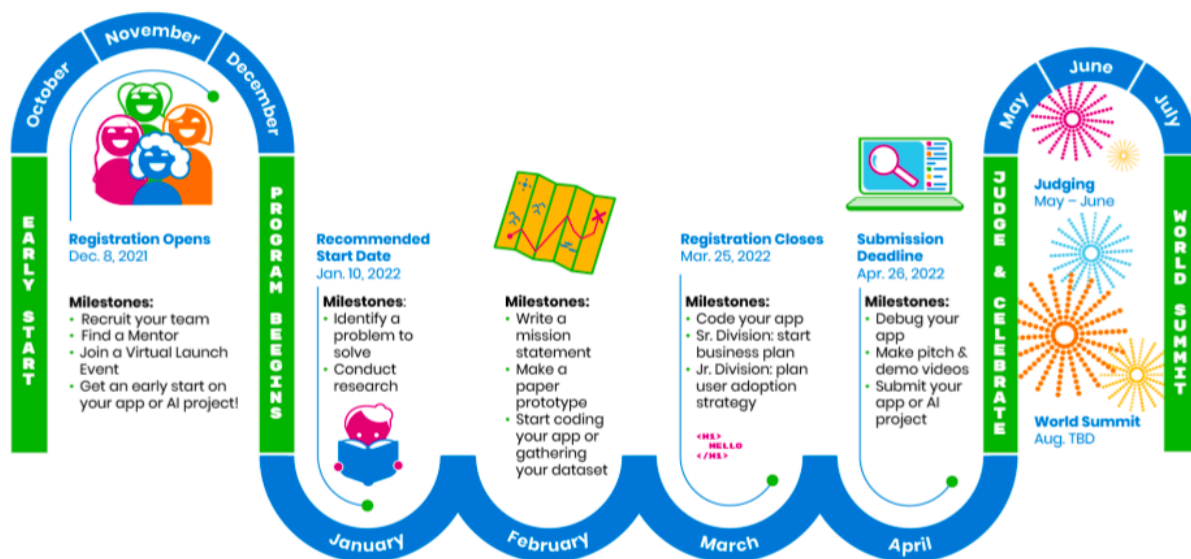 October
November
December
EARLY START
Registration Opens
Dec. 8, 2021
Milestones:
• Recruit your team
• Find a Mentor
• Join a Virtual Launch
Event
• Get an early start on
your app or AI project!
PROGRAM BEEGINS
Recommended
Start Date
Jan. 10, 2022
Milestones:
• Identify a
problem to
solve
• Conduct
research
January
Milestones:
• Write a
mission
statement
• Make a
paper
prototype
• Start coding
your app or
gathering
your dataset
February
Registration Closes
Mar. 25, 2022
Milestones:
• Code your app
• Sr. Division: start
business plan
• Jr. Division: plan
user adoption
strategy
<H1>
HELLO
</H1>
March
Submission
Deadline
Apr. 26, 2022
Milestones:
• Debug your
app
• Make pitch &
demo videos
• Submit your
app or AI
project
April
JUDGE & CELEBRATE
May
June
July
Judging
May – June
World Summit
Aug. TBD
WORLD SUMMIT